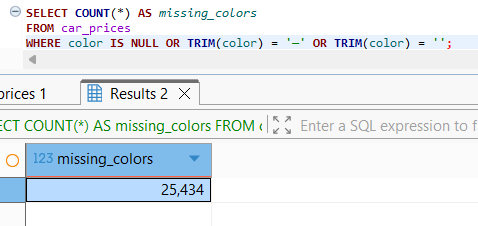 SELECT COUNT(*) AS missing_colors
FROM car_prices
WHERE color IS NULL OR TRIM(color) = '—' OR TRIM(color) = '';
prices 1
Results 2
CT COUNT(*) AS missing_colors FROM c
Enter a SQL expression to f
123 missing_colors
25,434